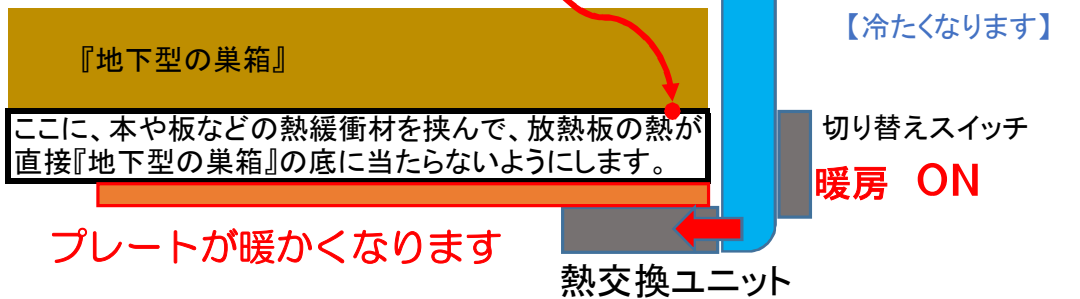 【冷たくなります】
『地下型の巣箱』
ここに、本や板などの熱緩衝材を挟んで、放熱板の熱が
直接『地下型の巣箱』の底に当たらないようにします。
切り替えスイッチ
暖房　ON
プレートが暖かくなります
熱交換ユニット